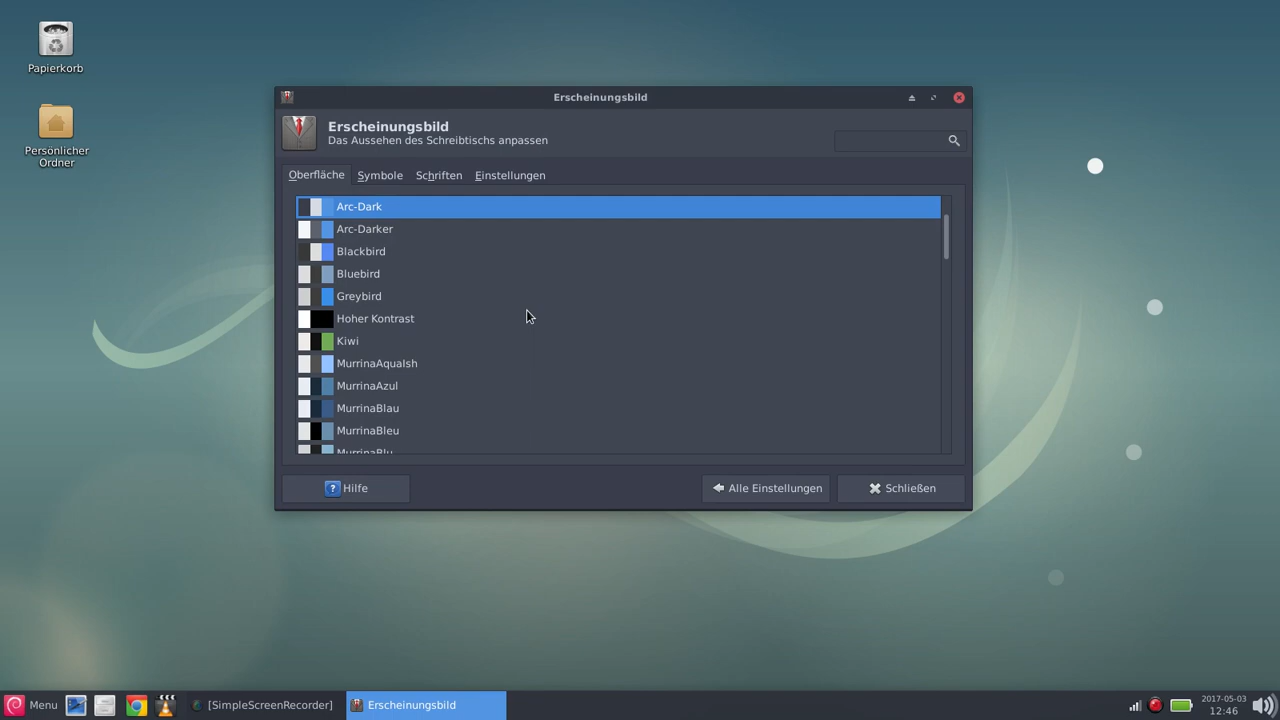 Papierkorb
Persönlicher
Ordner
Erscheinungsbild
Erscheinungsbild
Das Aussehen des Schreibtischs anpassen
Oberfläche Symbole Schriften Einstellungen
Arc-Dark
Arc-Darker
Blackbird
Bluebird
Greybird
Hoher Kontrast
Kiwi
MurrinaAquaIsh
MurrinaAzul
MurrinaBlau
MurrinaBleu
MurrinaBlu
? Hilfe
Alle Einstellungen
Schließen
Menu
[SimpleScreenRecorder]
Erscheinungsbild
2017-05-03
12:46